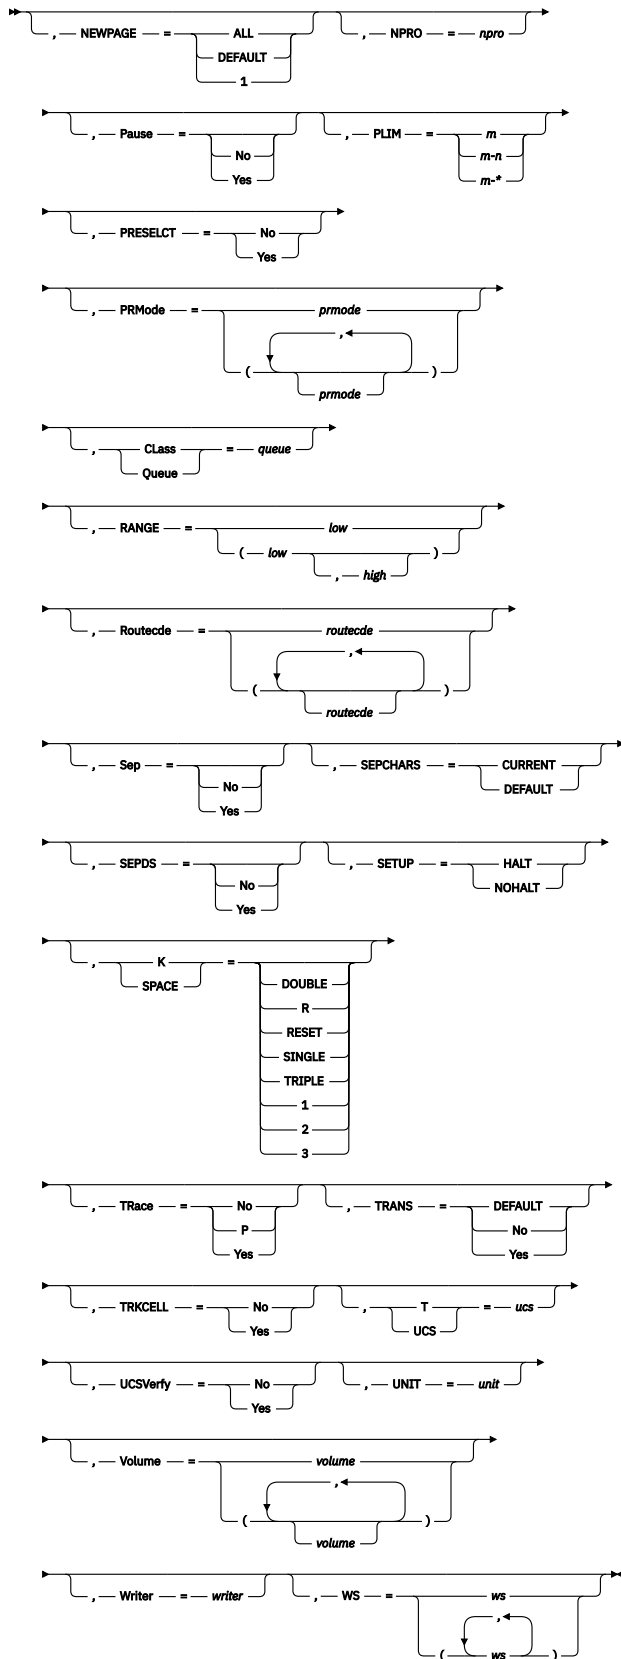 , NEWPAGE = ALL , NPRO = npro
DEFAULT
1
, Pause = , PLIM = m
No m-n
Yes m-*
, PRESELCT = No
Yes
, PRMode = prmode
,
( prmode )
, CLass = queue
Queue
, RANGE = low
( low , high )
, Routecde = routecde
,
( routecde )
, Sep = , SEPCHARS = CURRENT
No DEFAULT
Yes
, SEPDS = , SETUP = HALT
No NOHALT
Yes
, K =
SPACE DOUBLE
R
RESET
SINGLE
TRIPLE
1
2
3
, TRace = No , TRANS = DEFAULT
P No
Yes Yes
, TRKCELL = No , T = ucs
Yes UCS
, UCSVerfy = No , UNIT = unit
Yes
, Volume = volume
,
( volume )
, Writer = writer , WS = ws
,
( ws )